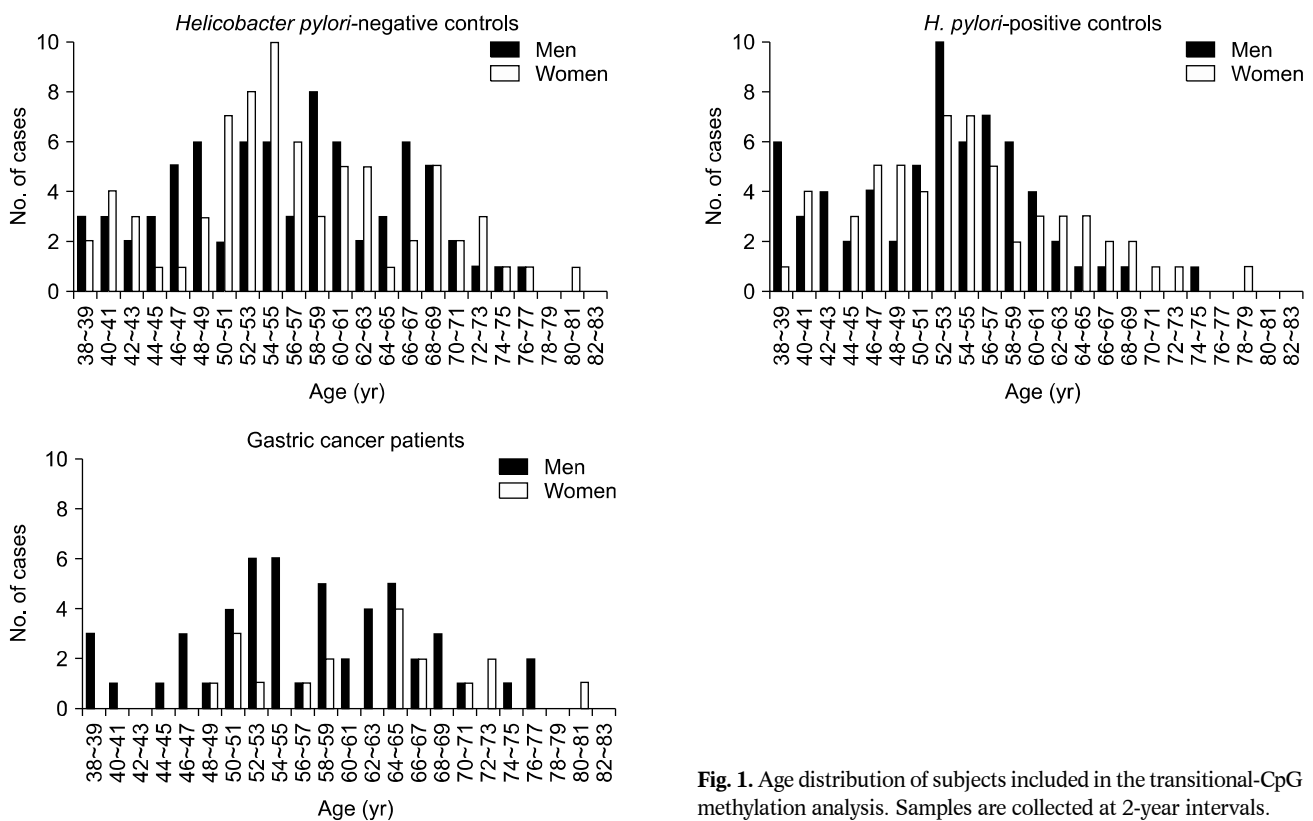 Helicobacter pylori-negative controls
Men
Women
No. of cases
10
8
6
4
2
0
38~39 40~41 42~43 44~45 46~47 48~49 50~51 52~53 54~55 56~57 58~59 60~61 62~63 64~65 66~67 68~69 70~71 72~73 74~75 76~77 78~79 80~81 82~83
Age (yr)
H. pylori-positive controls
Men
Women
No. of cases
10
8
6
4
2
0
38~39 40~41 42~43 44~45 46~47 48~49 50~51 52~53 54~55 56~57 58~59 60~61 62~63 64~65 66~67 68~69 70~71 72~73 74~75 76~77 78~79 80~81 82~83
Age (yr)
Gastric cancer patients
Men
Women
No. of cases
10
8
6
4
2
0
38~39 40~41 42~43 44~45 46~47 48~49 50~51 52~53 54~55 56~57 58~59 60~61 62~63 64~65 66~67 68~69 70~71 72~73 74~75 76~77 78~79 80~81 82~83
Age (yr)
Fig. 1. Age distribution of subjects included in the transitional-CpG
methylation analysis. Samples are collected at 2-year intervals.